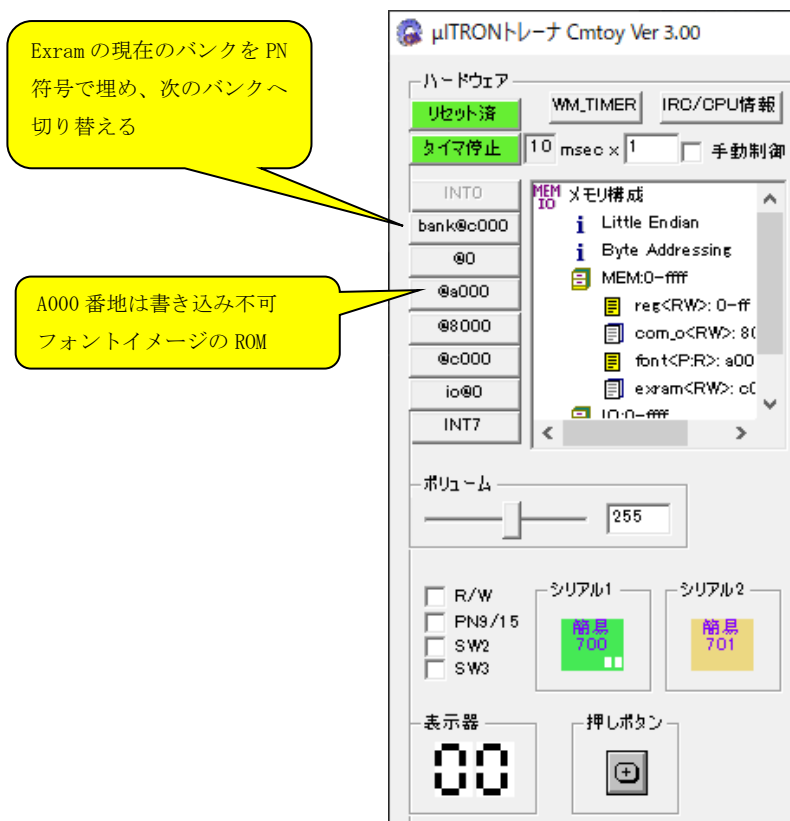 Exram の現在のバンクを PN
符号で埋め、次のバンクへ
切り替える
A000 番地は書き込み不可
フォントイメージの ROM
μITRONトレーナ Cmtoy Ver 3.00
ハードウェア
リセット済
WM_TIMER
IRC/CPU情報
タイマ停止
10 msec × 1
手動制御
INT0
bank@c000
@0
@a000
@8000
@c000
io@0
INT7
MEM
IO
メモリ構成
i Little Endian
i Byte Addressing
MEM:0-ffff
reg<RW>: 0-ff
com_o<RW>: 8(
font<P:R>: a00
exram<RW>: c0
IO:0-ffff
ボリューム
255
R/W
PN9/15
SW2
SW3
シリアル1
簡易
700
シリアル2
簡易
701
表示器
00
押しボタン